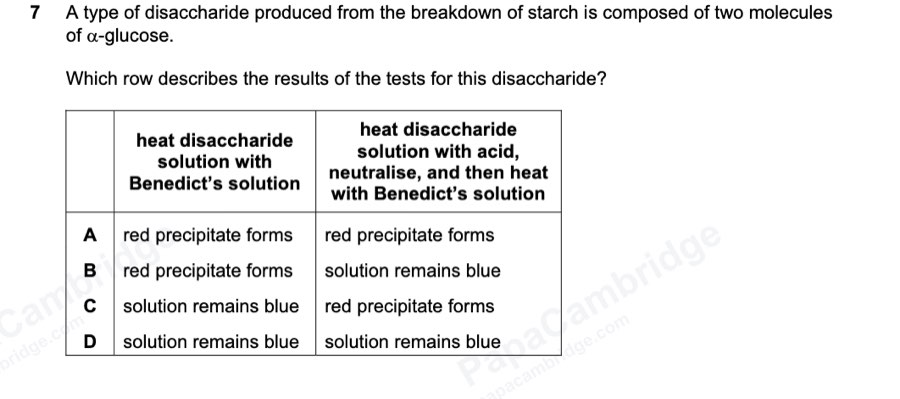 7 A type of disaccharide produced from the breakdown of starch is composed of two molecules
of α-glucose.
Which row describes the results of the tests for this disaccharide?
heat disaccharide
solution with
Benedict’s solution
heat disaccharide
solution with acid,
neutralise, and then heat
with Benedict’s solution
A red precipitate forms red precipitate forms
B red precipitate forms solution remains blue
C solution remains blue red precipitate forms
D solution remains blue solution remains blue
PapaCambridge